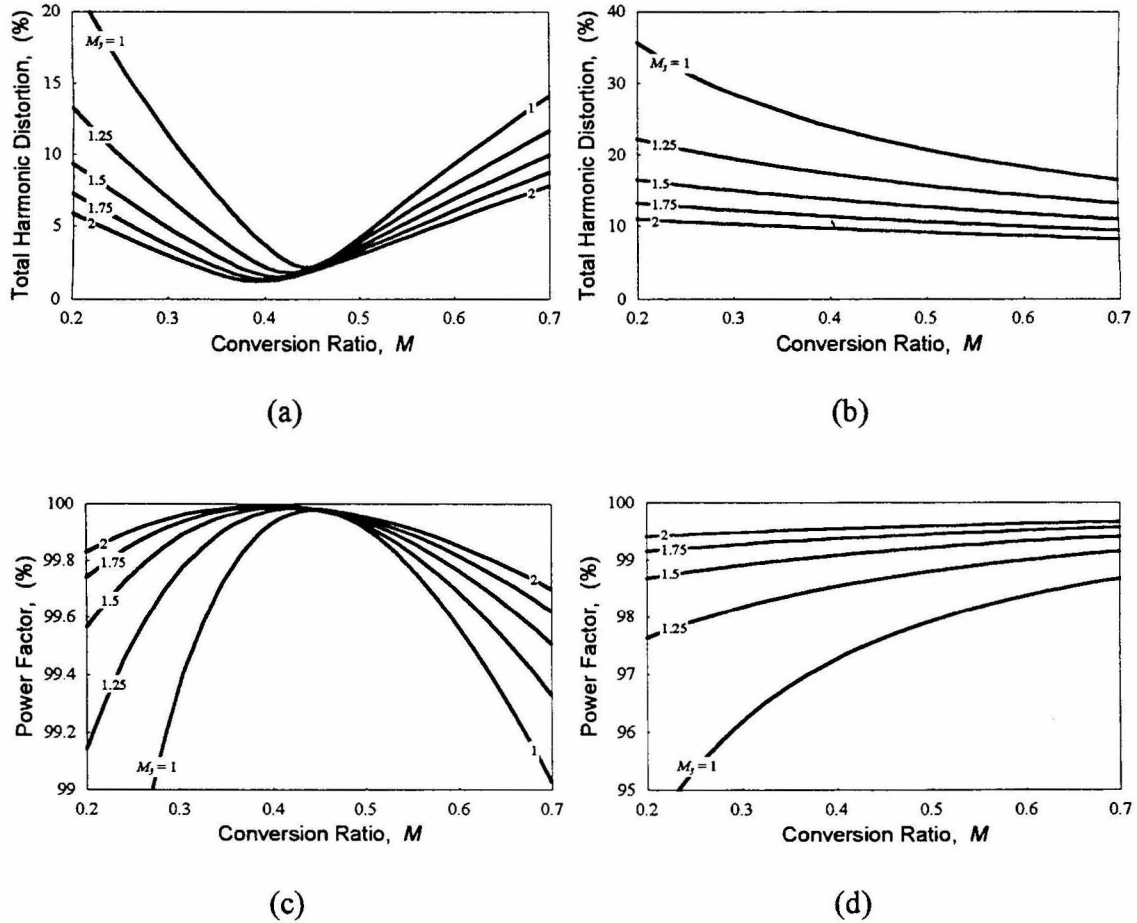 Total Harmonic Distortion, (%)
20
15
10
5
0
M_J = 1
1.25
1.5
1.75
2
1
2
0.2 0.3 0.4 0.5 0.6 0.7
Conversion Ratio, M
(a)
Total Harmonic Distortion, (%)
40
30
20
10
0
M_J = 1
1.25
1.5
1.75
2
0.2 0.3 0.4 0.5 0.6 0.7
Conversion Ratio, M
(b)
Power Factor, (%)
100
99.8
99.6
99.4
99.2
99
2
1.75
1.5
1.25
M_J = 1
2
1
0.2 0.3 0.4 0.5 0.6 0.7
Conversion Ratio, M
(c)
Power Factor, (%)
100
99
98
97
96
95
2
1.75
1.5
1.25
M_J = 1
0.2 0.3 0.4 0.5 0.6 0.7
Conversion Ratio, M
(d)